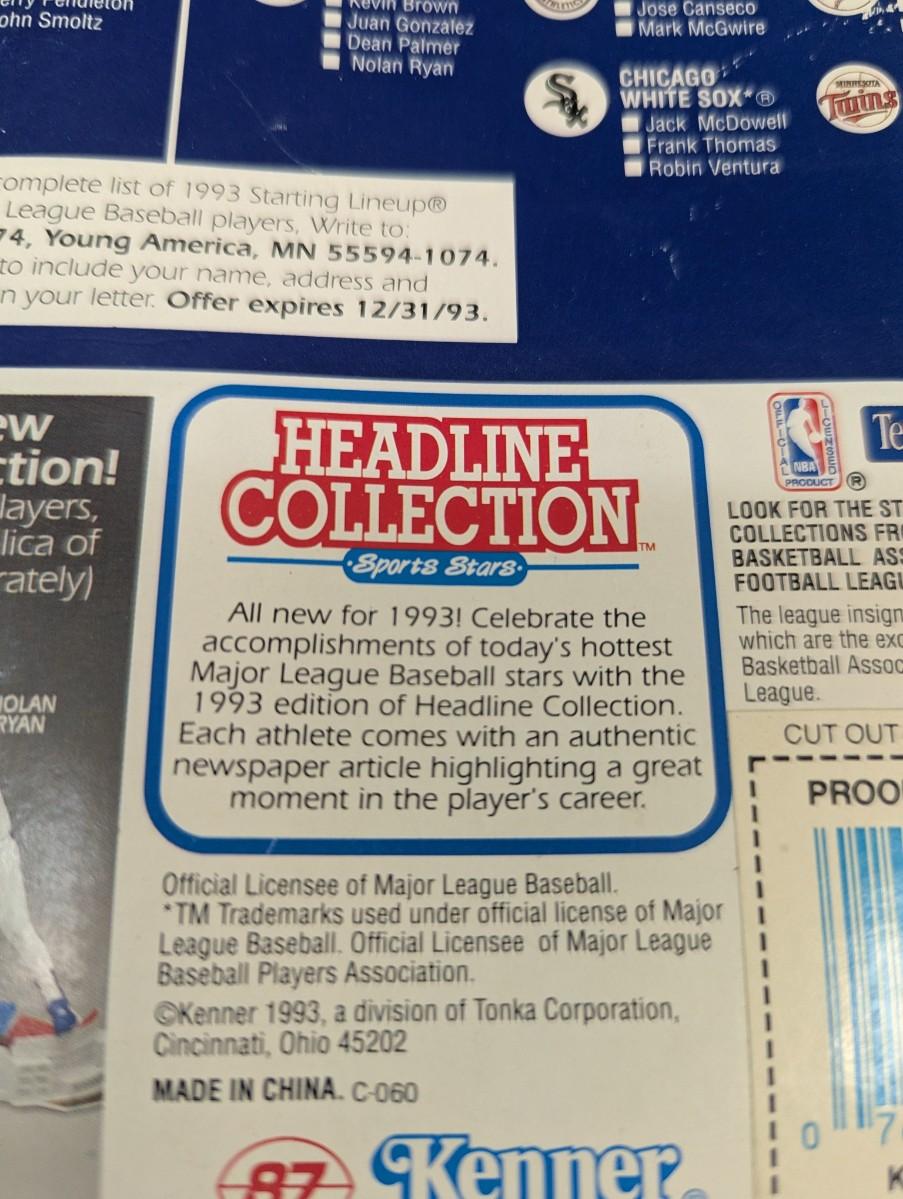 John Smoltz
Kevin Brown
Juan Gonzalez
Dean Palmer
Nolan Ryan
Jose Canseco
Mark McGwire
Sox
CHICAGO
WHITE SOX*®
Jack McDowell
Frank Thomas
Robin Ventura
MINNESOTA
Twins
complete list of 1993 Starting Lineup®
League Baseball players, Write to:
74, Young America, MN 55594-1074.
to include your name, address and
n your letter. Offer expires 12/31/93.
ew
ction!
layers,
lica of
rately)
NOLAN
RYAN
HEADLINE
COLLECTION™
·Sports Stars·
All new for 1993! Celebrate the
accomplishments of today's hottest
Major League Baseball stars with the
1993 edition of Headline Collection.
Each athlete comes with an authentic
newspaper article highlighting a great
moment in the player's career.
Official Licensee of Major League Baseball.
*TM Trademarks used under official license of Major
League Baseball. Official Licensee of Major League
Baseball Players Association.
©Kenner 1993, a division of Tonka Corporation,
Cincinnati, Ohio 45202
MADE IN CHINA. C-060
87
Kenner®
OFFICIAL LICENSED
NBA
PRODUCT ®
Te
LOOK FOR THE ST
COLLECTIONS FR
BASKETBALL ASS
FOOTBALL LEAGU
The league insign
which are the exc
Basketball Assoc
League.
CUT OUT
PROO
0 7
K